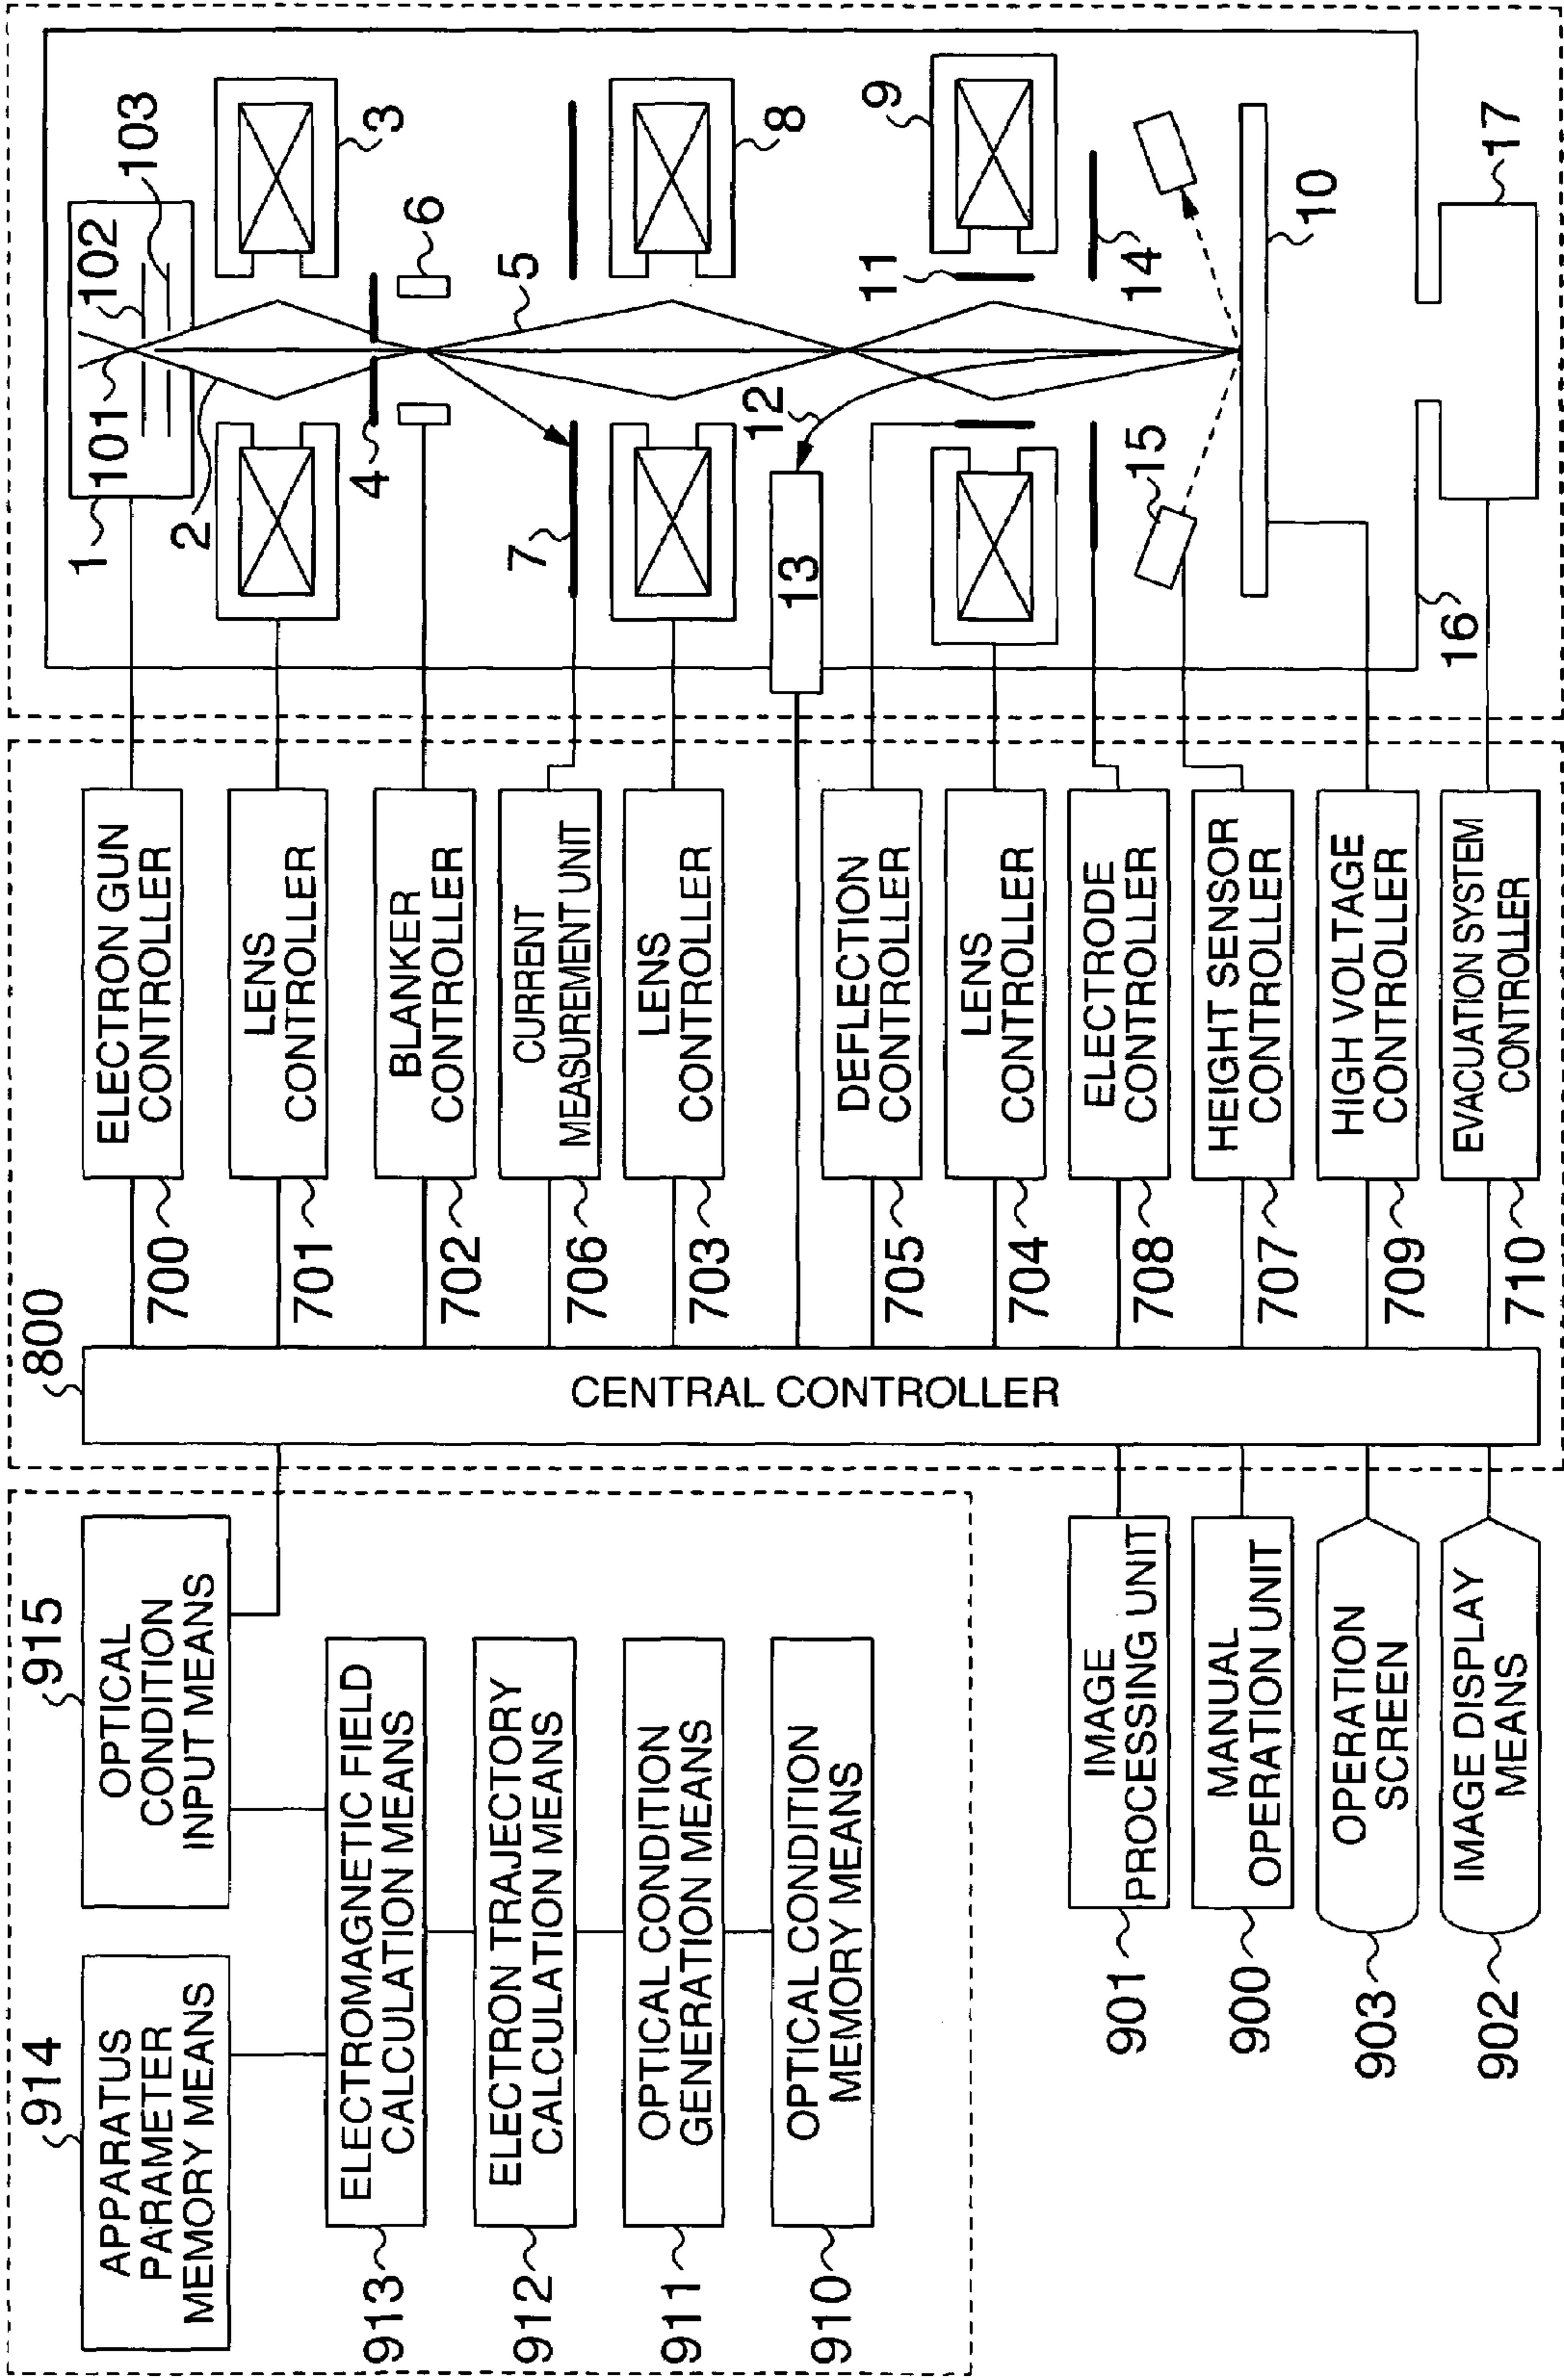 914
APPARATUS
PARAMETER
MEMORY MEANS
915
OPTICAL
CONDITION
INPUT MEANS
913
ELECTROMAGNETIC FIELD
CALCULATION MEANS
912
ELECTRON TRAJECTORY
CALCULATION MEANS
911
OPTICAL CONDITION
GENERATION MEANS
910
OPTICAL CONDITION
MEMORY MEANS
901
IMAGE
PROCESSING UNIT
900
MANUAL
OPERATION UNIT
903
OPERATION
SCREEN
902
IMAGE DISPLAY
MEANS
800
CENTRAL CONTROLLER
700
ELECTRON GUN
CONTROLLER
701
LENS
CONTROLLER
702
BLANKER
CONTROLLER
706
CURRENT
MEASUREMENT UNIT
703
LENS
CONTROLLER
705
DEFLECTION
CONTROLLER
704
LENS
CONTROLLER
708
ELECTRODE
CONTROLLER
707
HEIGHT SENSOR
CONTROLLER
709
HIGH VOLTAGE
CONTROLLER
710
EVACUATION SYSTEM
CONTROLLER
1
101
102
103
2
3
4
6
5
7
8
12
13
11
9
14
15
10
16
17